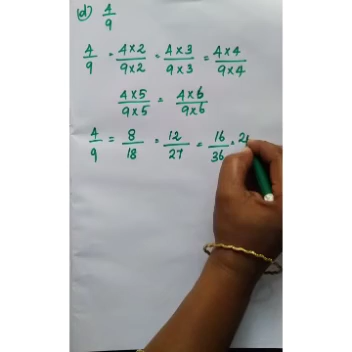 (d) 4/9
4/9 = 4×2/9×2 = 4×3/9×3 = 4×4/9×4
4×5/9×5 = 4×6/9×6
4/9 = 8/18 = 12/27 = 16/36 =